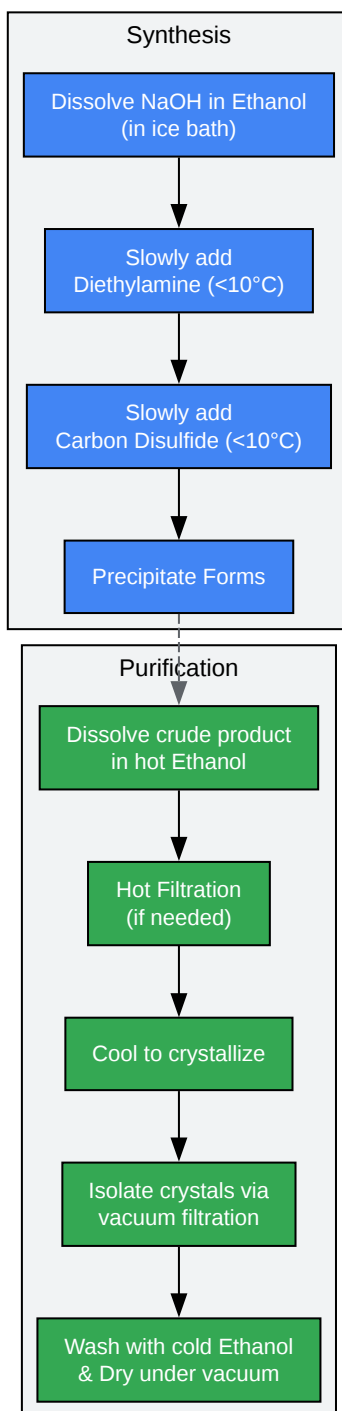 Synthesis
Dissolve NaOH in Ethanol
(in ice bath)
Slowly add
Diethylamine (<10°C)
Slowly add
Carbon Disulfide (<10°C)
Precipitate Forms
Purification
Dissolve crude product
in hot Ethanol
Hot Filtration
(if needed)
Cool to crystallize
Isolate crystals via
vacuum filtration
Wash with cold Ethanol
& Dry under vacuum